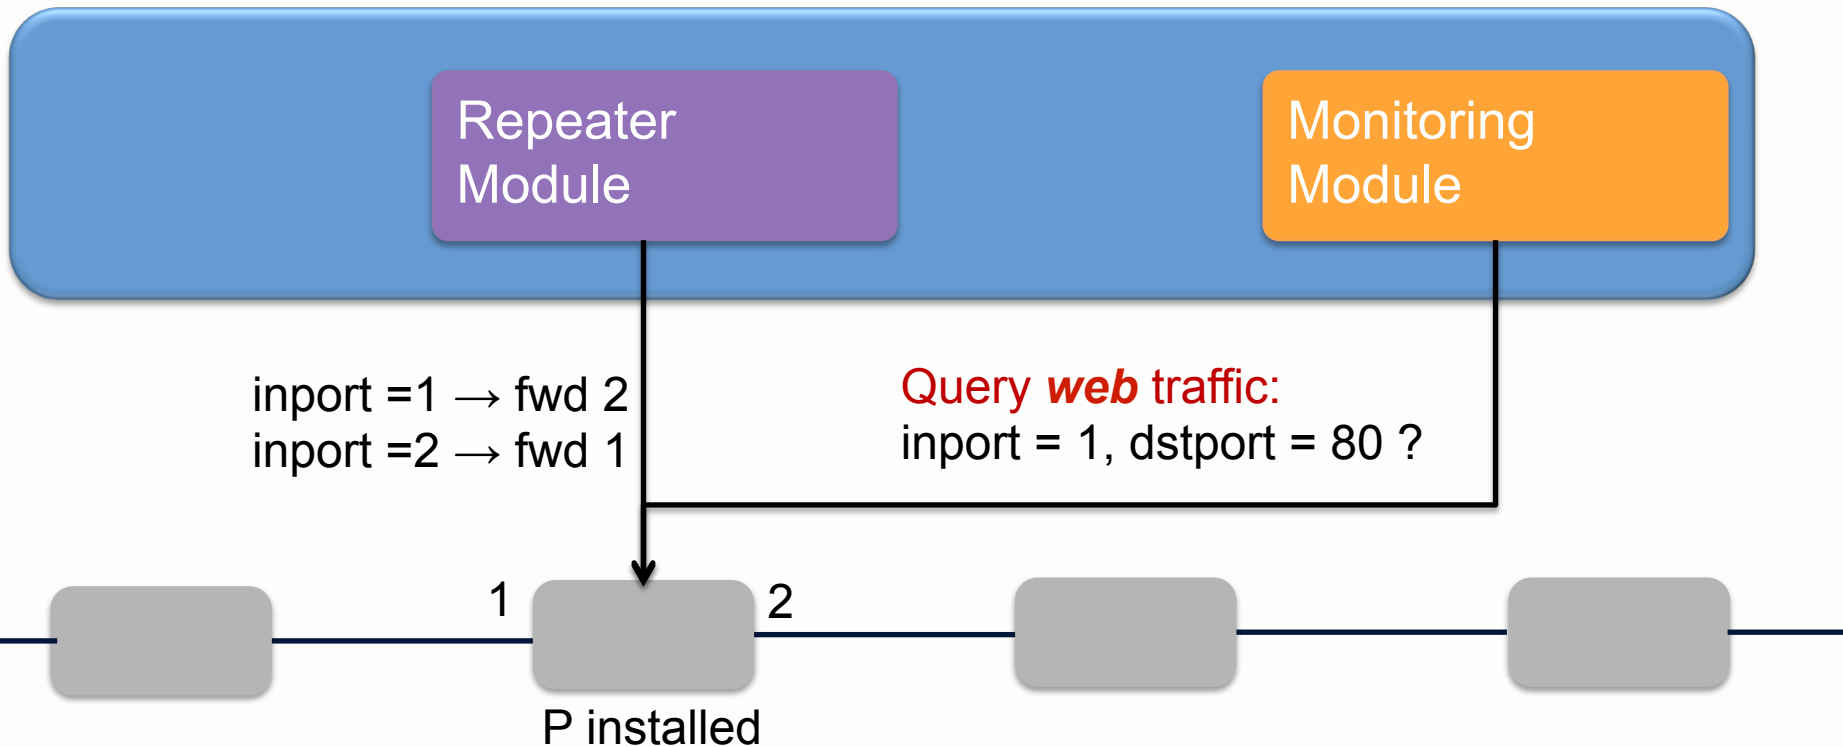 Repeater
Module
Monitoring
Module
inport =1 → fwd 2
inport =2 → fwd 1
Query web traffic:
inport = 1, dstport = 80 ?
1
2
P installed